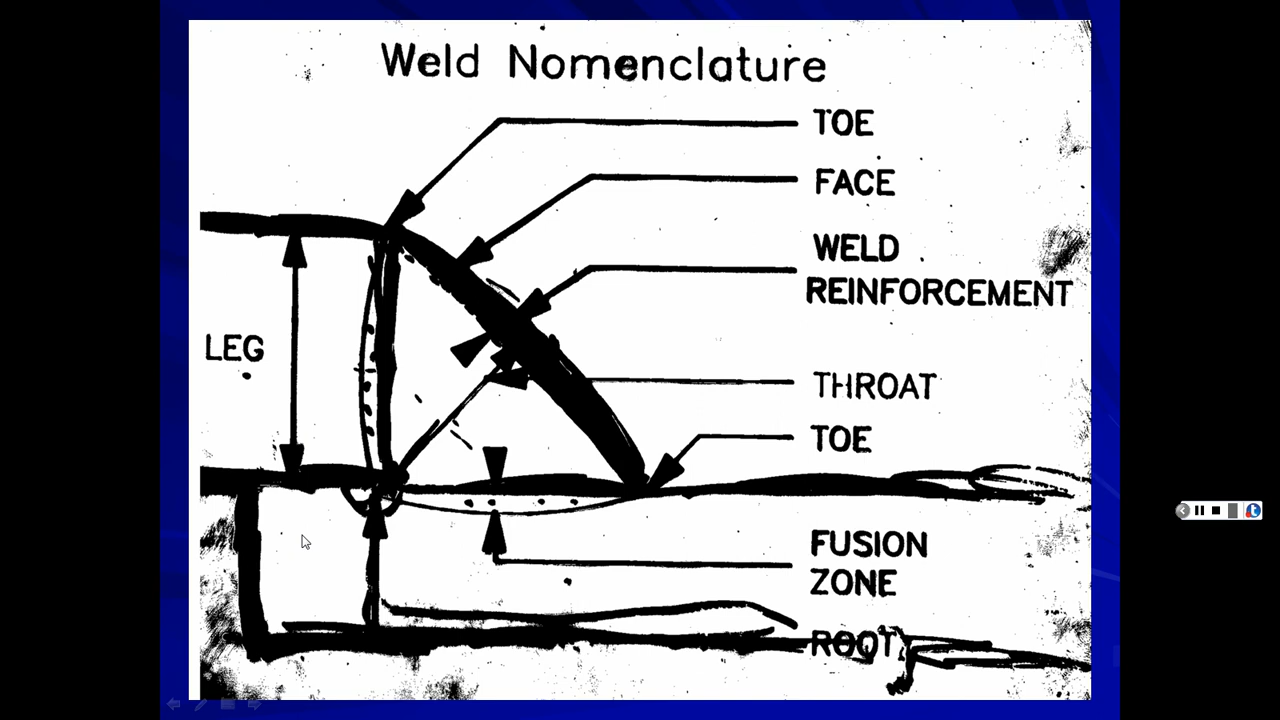 Weld Nomenclature
TOE
FACE
WELD
REINFORCEMENT
LEG
THROAT
TOE
FUSION
ZONE
ROOT